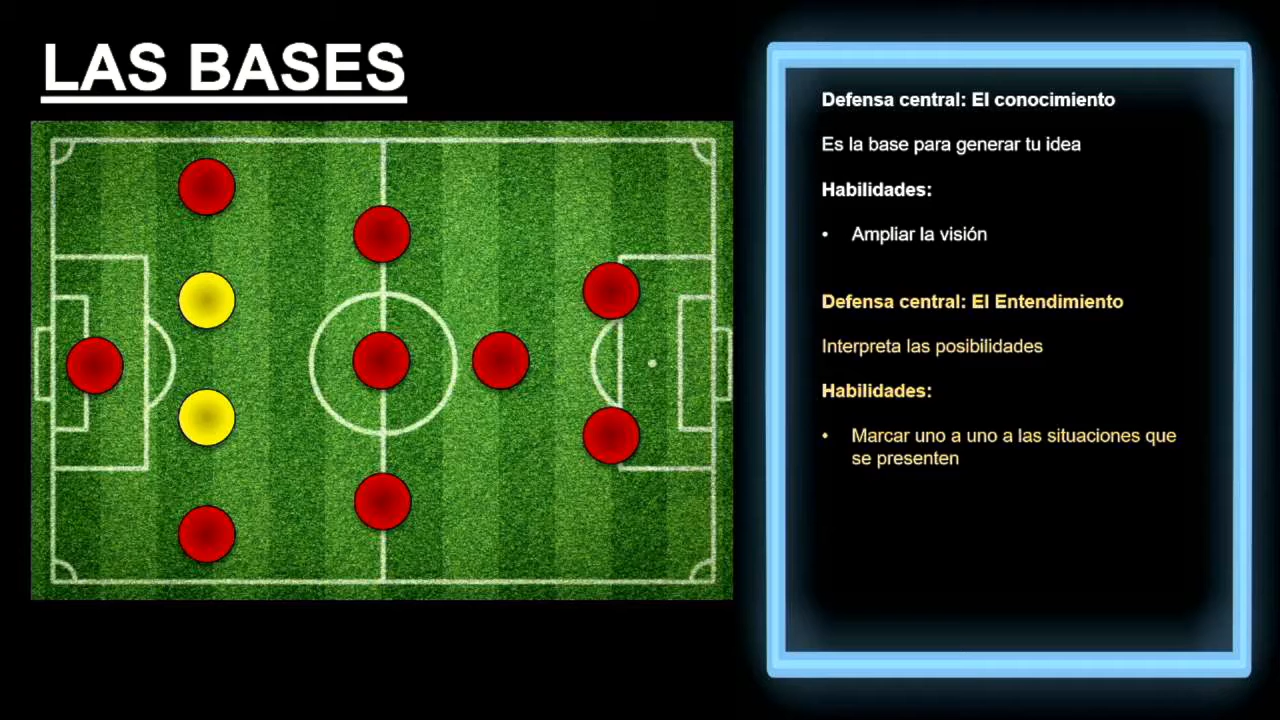 LAS BASES
Defensa central: El conocimiento
Es la base para generar tu idea
Habilidades:
• Ampliar la visión
Defensa central: El Entendimiento
Interpreta las posibilidades
Habilidades:
• Marcar uno a uno a las situaciones que
se presenten